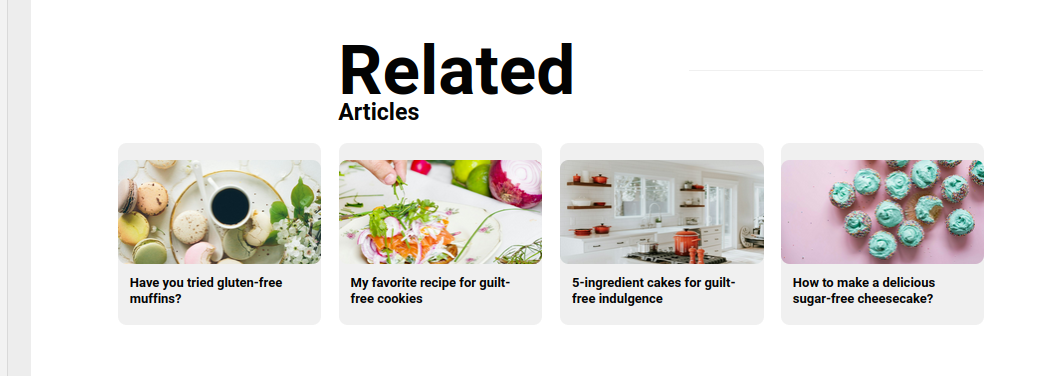 Related
Articles
Have you tried gluten-free
muffins?
My favorite recipe for guilt-
free cookies
5-ingredient cakes for guilt-
free indulgence
How to make a delicious
sugar-free cheesecake?